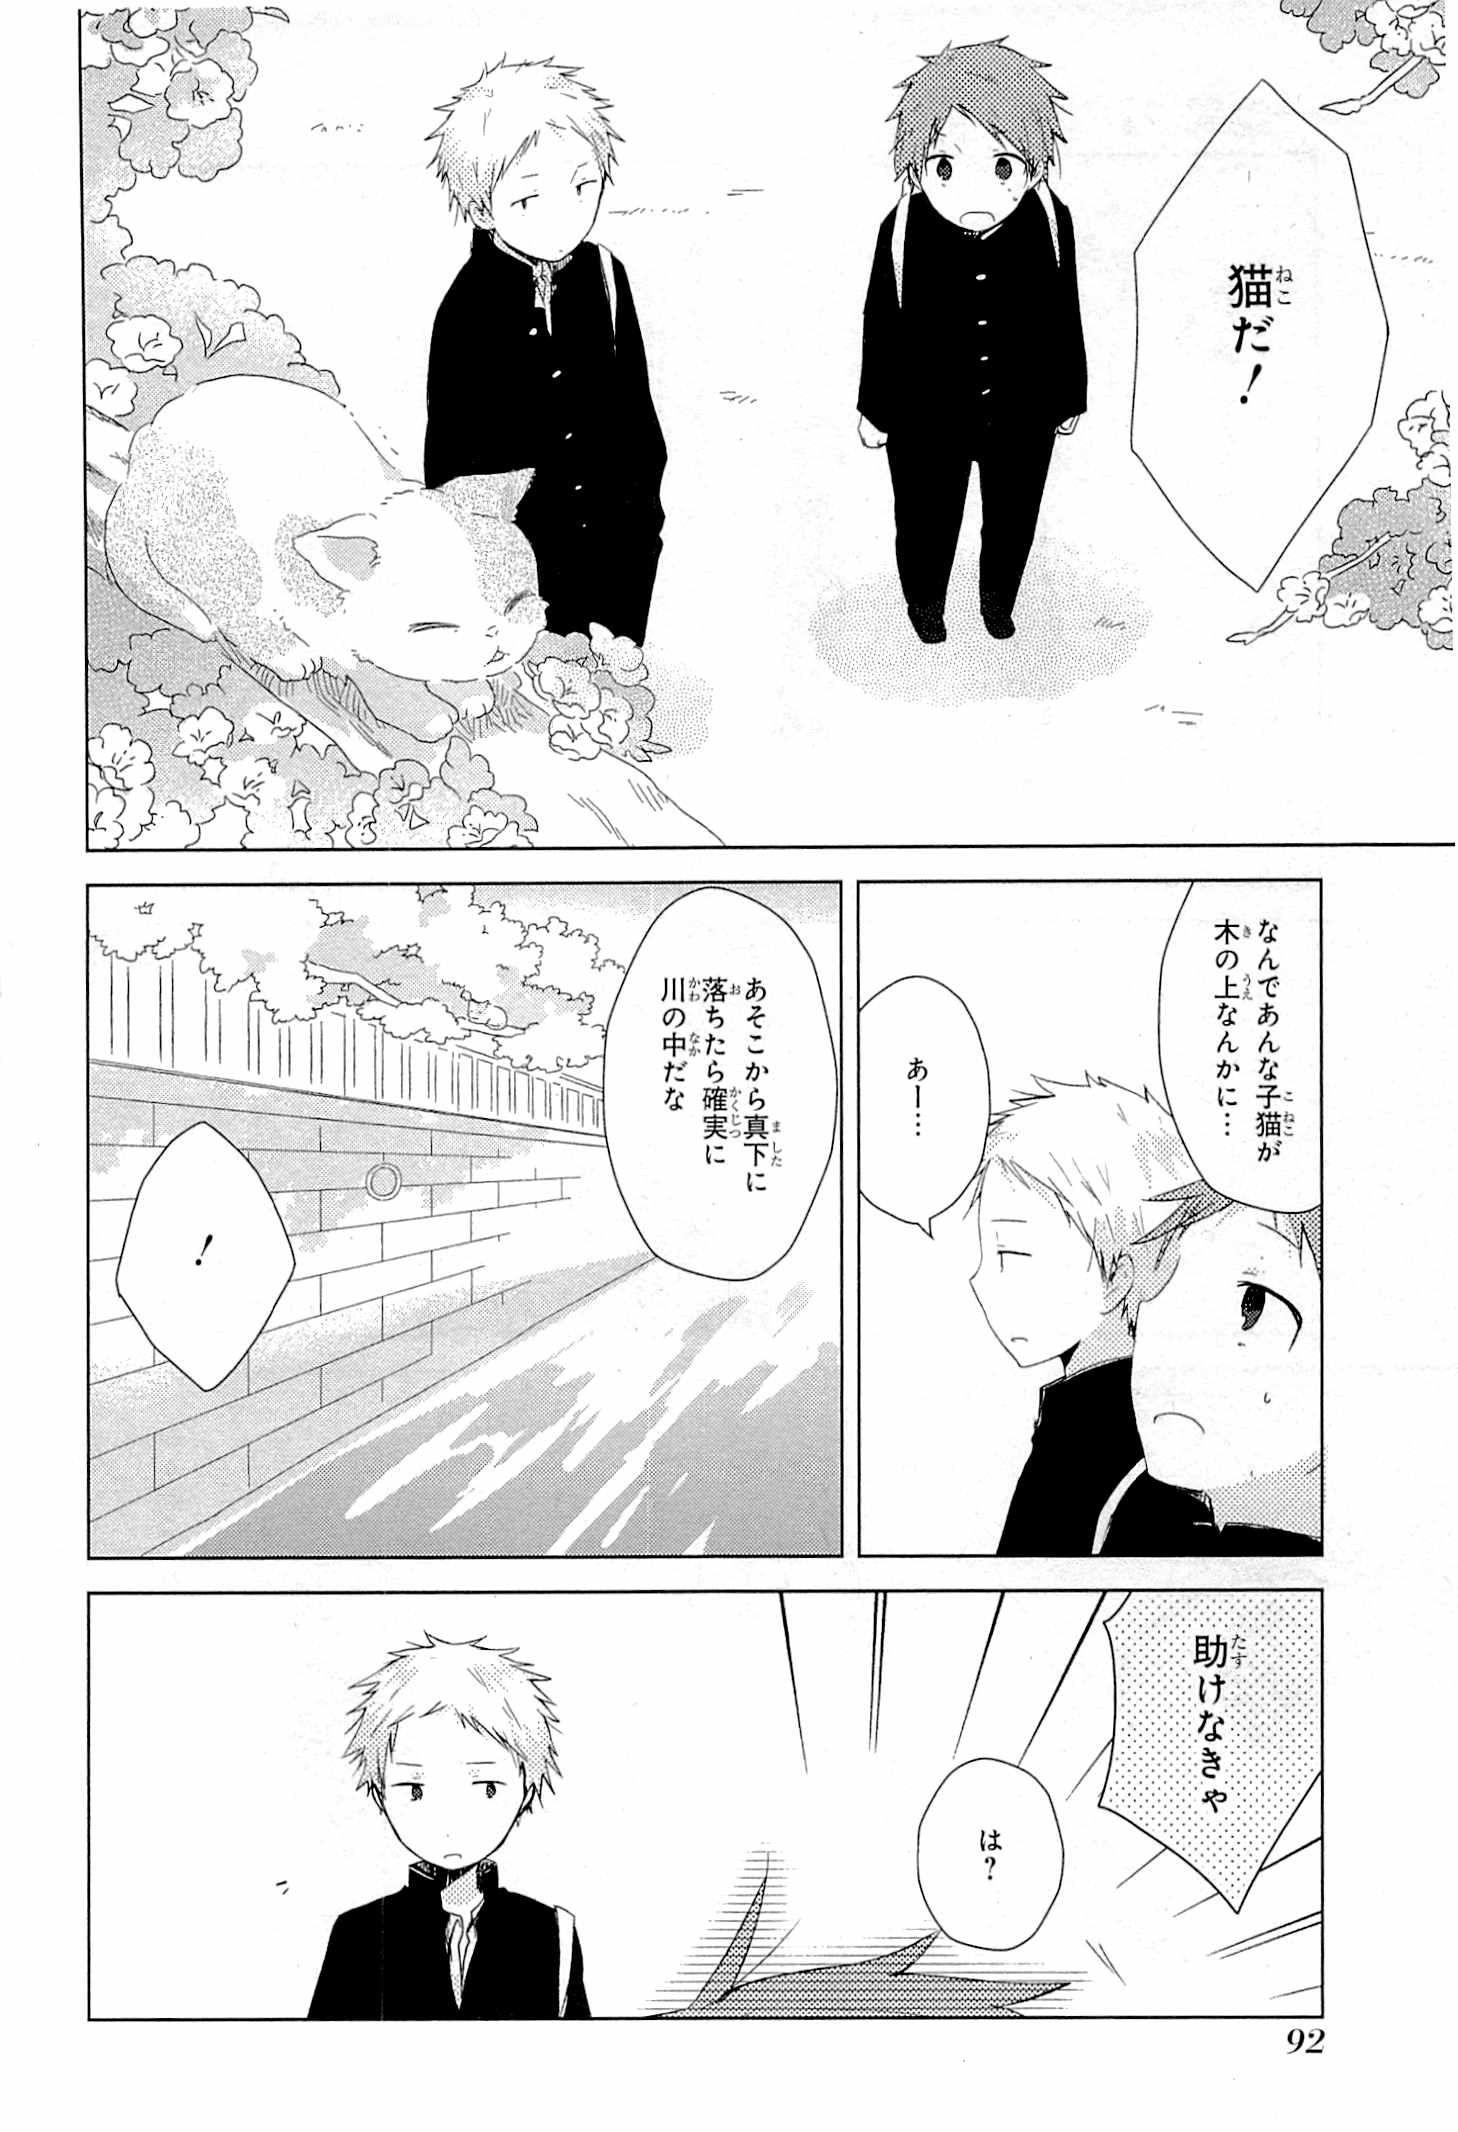 猫だ!
なんであんな子猫が
木の上なんかに…
あー…
あそこから真下に
落ちたら確実に
川の中だな
!
助けなきゃ
は?
92